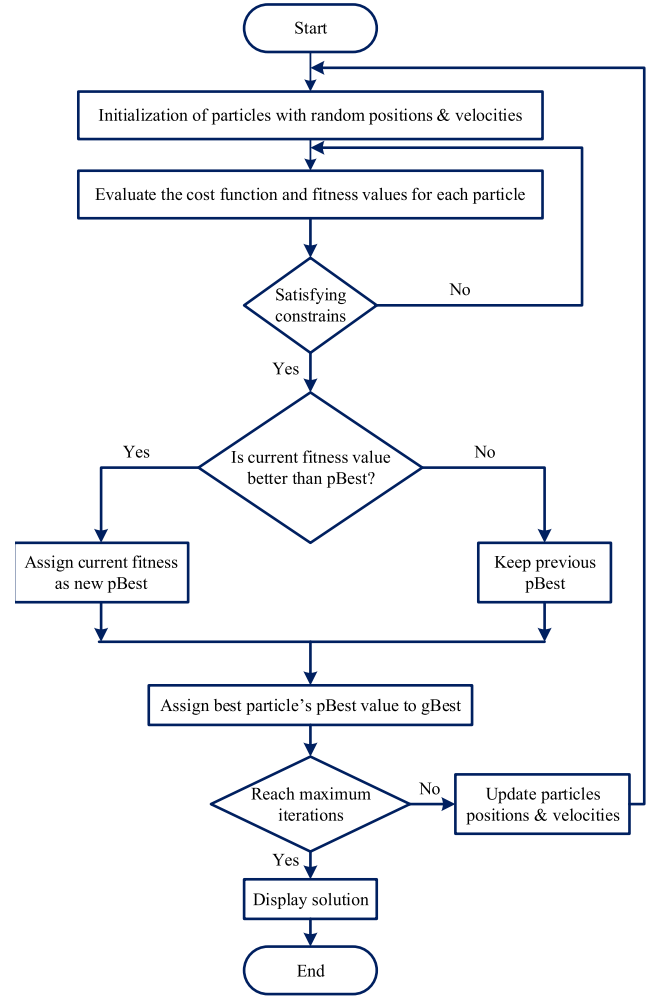 Start
Initialization of particles with random positions & velocities
Evaluate the cost function and fitness values for each particle
Satisfying
constrains
No
Yes
Is current fitness value
better than pBest?
Yes
No
Assign current fitness
as new pBest
Keep previous
pBest
Assign best particle’s pBest value to gBest
Reach maximum
iterations
No
Update particles
positions & velocities
Yes
Display solution
End